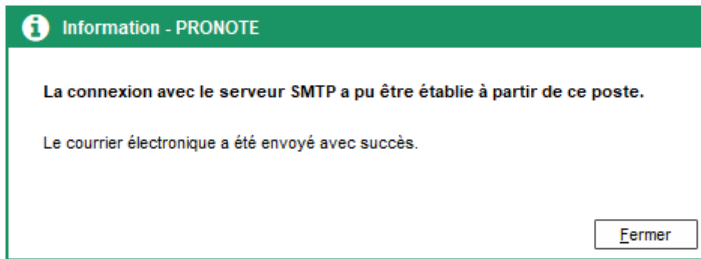 Information - PRONOTE
La connexion avec le serveur SMTP a pu être établie à partir de ce poste.
Le courrier électronique a été envoyé avec succès.
Fermer